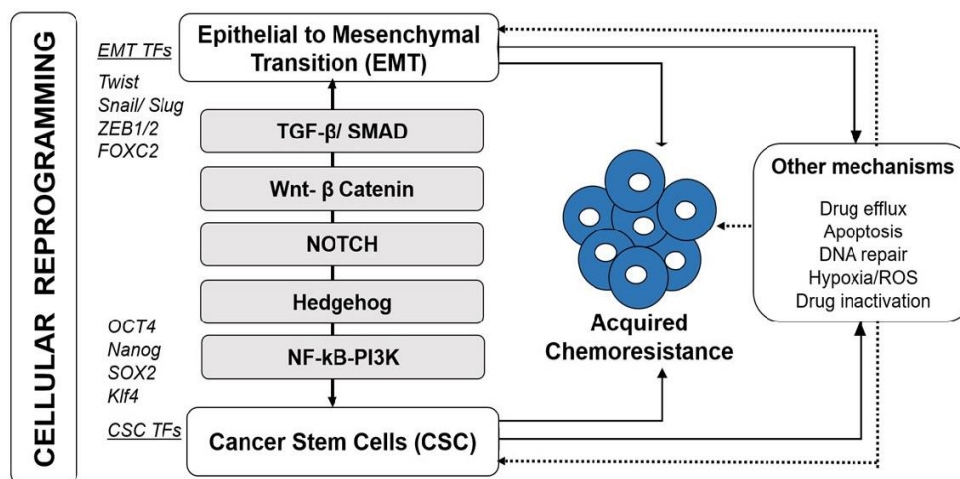 CELLULAR REPROGRAMMING
EMT TFs
Twist
Snail/ Slug
ZEB1/2
FOXC2
Epithelial to Mesenchymal
Transition (EMT)
TGF-β/ SMAD
Wnt- β Catenin
NOTCH
Hedgehog
NF-kB-PI3K
OCT4
Nanog
SOX2
Klf4
CSC TFs
Cancer Stem Cells (CSC)
Acquired
Chemoresistance
Other mechanisms
Drug efflux
Apoptosis
DNA repair
Hypoxia/ROS
Drug inactivation